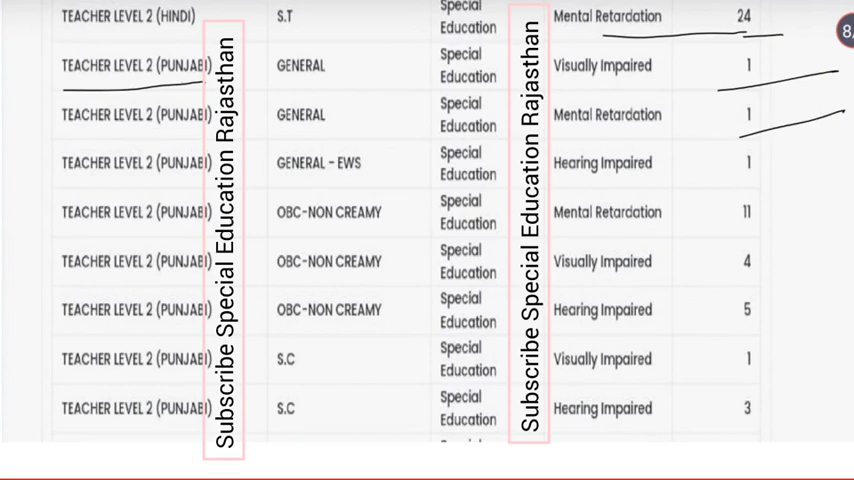 TEACHER LEVEL 2 (HINDI) S.T Special Education Mental Retardation 24
TEACHER LEVEL 2 (PUNJABI) GENERAL Special Education Visually Impaired 1
TEACHER LEVEL 2 (PUNJABI) GENERAL Special Education Mental Retardation 1
TEACHER LEVEL 2 (PUNJABI) GENERAL - EWS Special Education Hearing Impaired 1
TEACHER LEVEL 2 (PUNJABI) OBC-NON CREAMY Special Education Mental Retardation 11
TEACHER LEVEL 2 (PUNJABI) OBC-NON CREAMY Special Education Visually Impaired 4
TEACHER LEVEL 2 (PUNJABI) OBC-NON CREAMY Special Education Hearing Impaired 5
TEACHER LEVEL 2 (PUNJABI) S.C Special Education Visually Impaired 1
TEACHER LEVEL 2 (PUNJABI) S.C Special Education Hearing Impaired 3
Subscribe Special Education Rajasthan
Subscribe Special Education Rajasthan